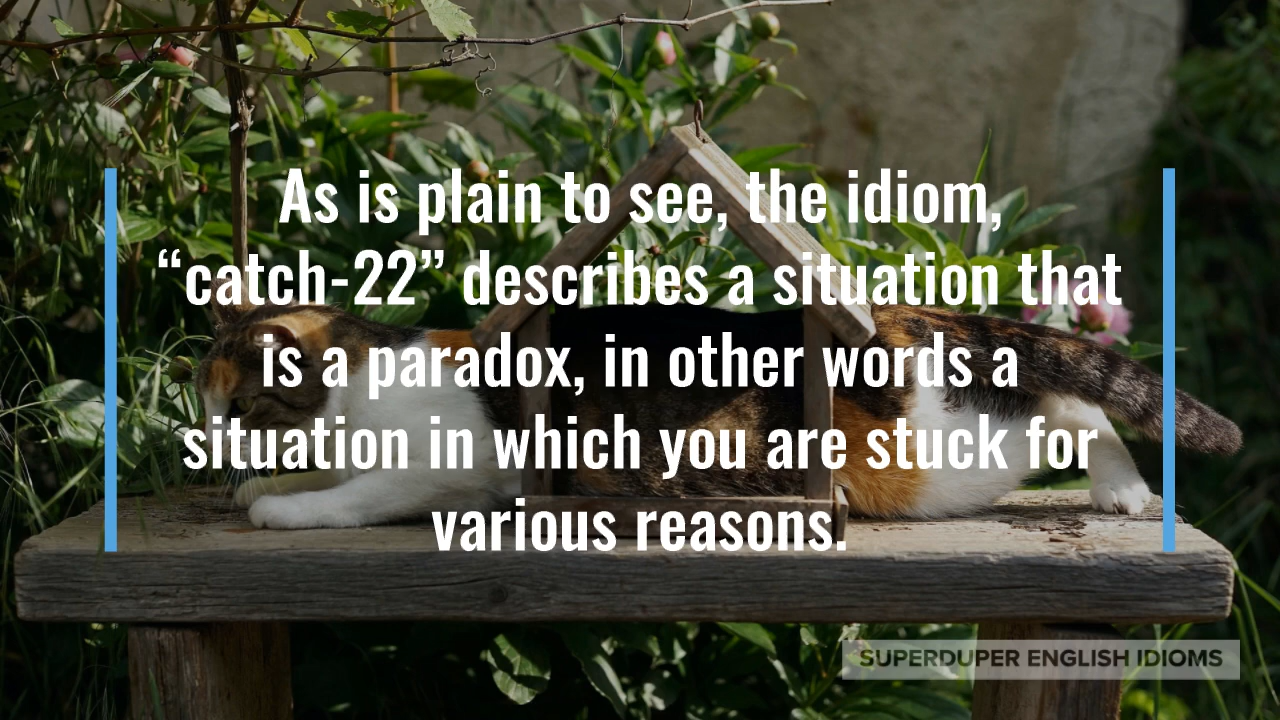 As is plain to see, the idiom,
“catch-22” describes a situation that
is a paradox, in other words a
situation in which you are stuck for
various reasons.
SUPERDUPER ENGLISH IDIOMS